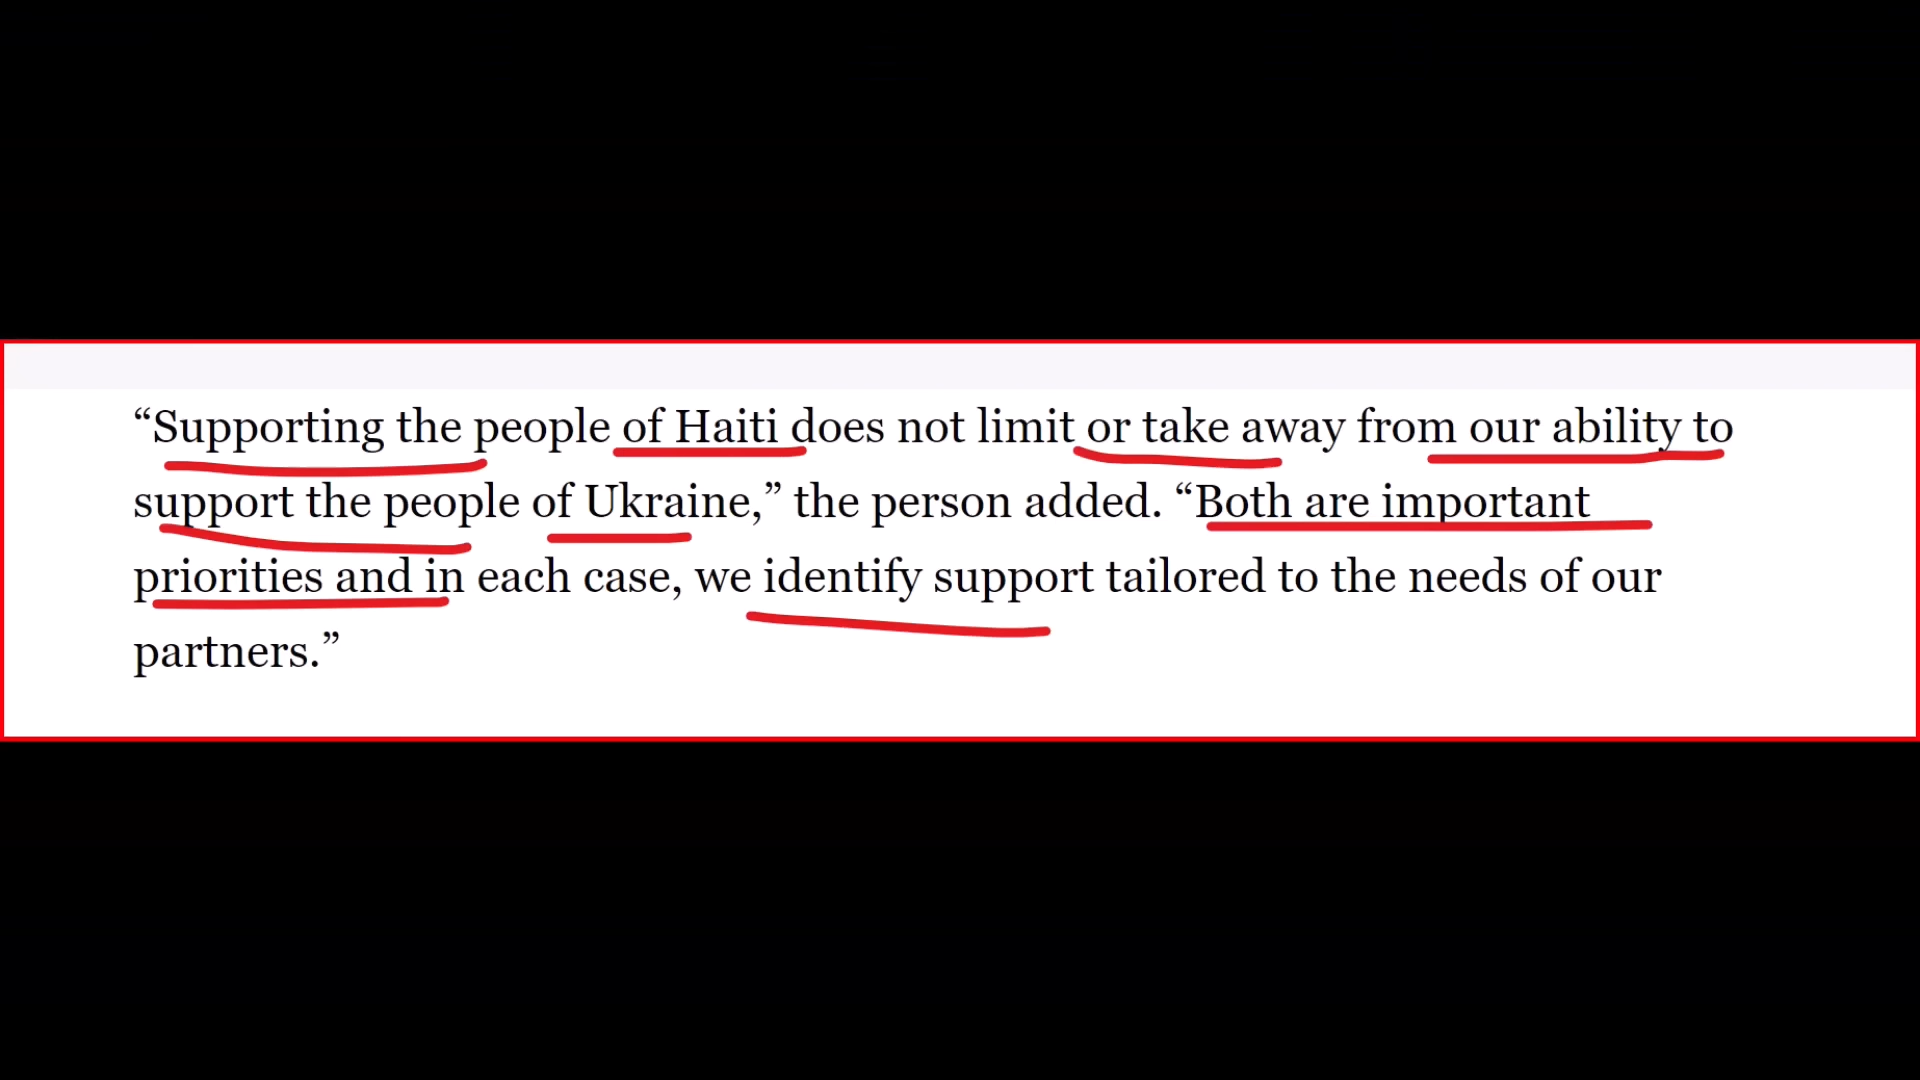 “Supporting the people of Haiti does not limit or take away from our ability to
support the people of Ukraine,” the person added. “Both are important
priorities and in each case, we identify support tailored to the needs of our
partners.”